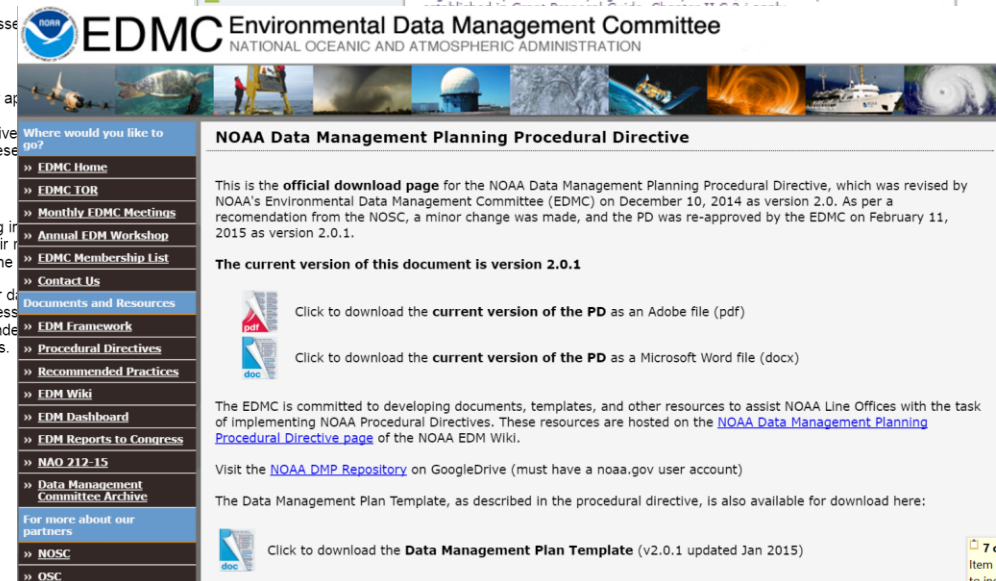 established in Grant Proposal Guide, Chapter II.C.2.j apply.
NOAA
EDMC
Environmental Data Management Committee
NATIONAL OCEANIC AND ATMOSPHERIC ADMINISTRATION
Where would you like to
go?
» EDMC Home
» EDMC TOR
» Monthly EDMC Meetings
» Annual EDM Workshop
» EDMC Membership List
» Contact Us
Documents and Resources
» EDM Framework
» Procedural Directives
» Recommended Practices
» EDM Wiki
» EDM Dashboard
» EDM Reports to Congress
» NAO 212-15
» Data Management
Committee Archive
For more about our
partners
» NOSC
» OSC
NOAA Data Management Planning Procedural Directive
This is the official download page for the NOAA Data Management Planning Procedural Directive, which was revised by
NOAA's Environmental Data Management Committee (EDMC) on December 10, 2014 as version 2.0. As per a
recomendation from the NOSC, a minor change was made, and the PD was re-approved by the EDMC on February 11,
2015 as version 2.0.1.
The current version of this document is version 2.0.1
pdf
Click to download the current version of the PD as an Adobe file (pdf)
doc
Click to download the current version of the PD as a Microsoft Word file (docx)
The EDMC is committed to developing documents, templates, and other resources to assist NOAA Line Offices with the task
of implementing NOAA Procedural Directives. These resources are hosted on the NOAA Data Management Planning
Procedural Directive page of the NOAA EDM Wiki.
Visit the NOAA DMP Repository on GoogleDrive (must have a noaa.gov user account)
The Data Management Plan Template, as described in the procedural directive, is also available for download here:
doc
Click to download the Data Management Plan Template (v2.0.1 updated Jan 2015)
7
Item